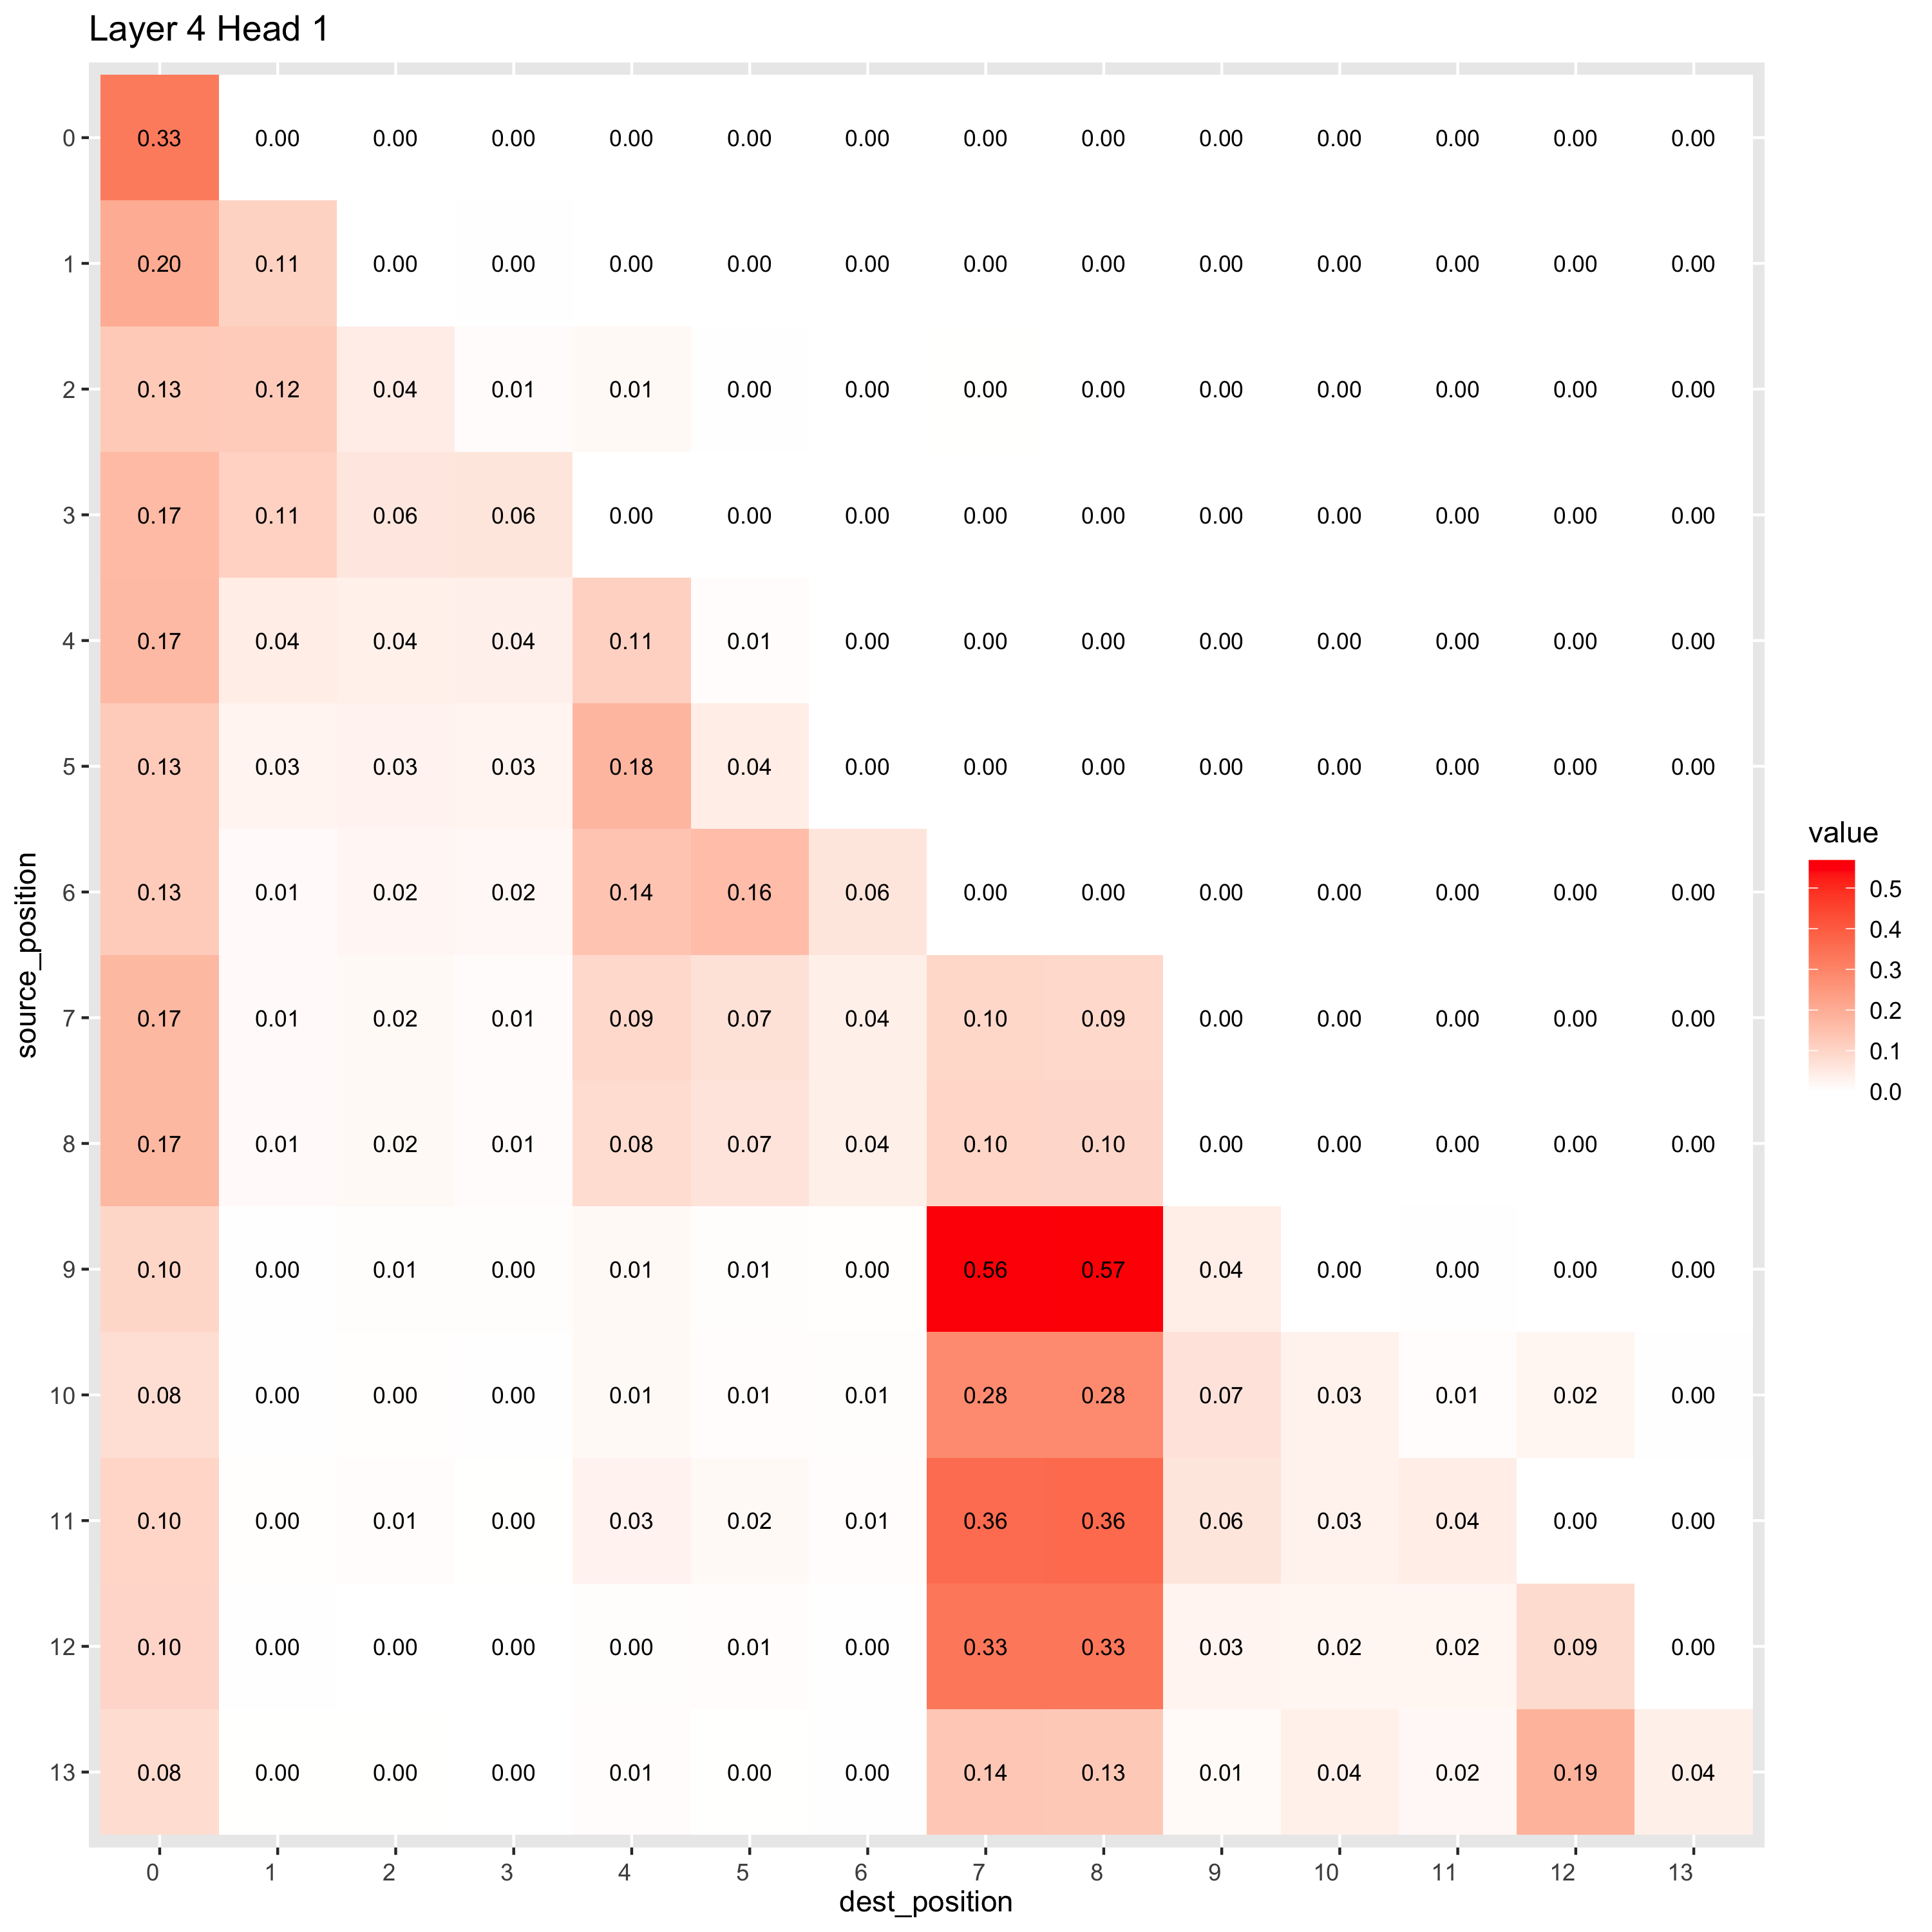 Layer 4 Head 1
0 0.33 0.00 0.00 0.00 0.00 0.00 0.00 0.00 0.00 0.00 0.00 0.00 0.00 0.00
1 0.20 0.11 0.00 0.00 0.00 0.00 0.00 0.00 0.00 0.00 0.00 0.00 0.00 0.00
2 0.13 0.12 0.04 0.01 0.01 0.00 0.00 0.00 0.00 0.00 0.00 0.00 0.00 0.00
3 0.17 0.11 0.06 0.06 0.00 0.00 0.00 0.00 0.00 0.00 0.00 0.00 0.00 0.00
4 0.17 0.04 0.04 0.04 0.11 0.01 0.00 0.00 0.00 0.00 0.00 0.00 0.00 0.00
5 0.13 0.03 0.03 0.03 0.18 0.04 0.00 0.00 0.00 0.00 0.00 0.00 0.00 0.00
6 0.13 0.01 0.02 0.02 0.14 0.16 0.06 0.00 0.00 0.00 0.00 0.00 0.00 0.00
7 0.17 0.01 0.02 0.01 0.09 0.07 0.04 0.10 0.09 0.00 0.00 0.00 0.00 0.00
8 0.17 0.01 0.02 0.01 0.08 0.07 0.04 0.10 0.10 0.00 0.00 0.00 0.00 0.00
9 0.10 0.00 0.01 0.00 0.01 0.01 0.00 0.56 0.57 0.04 0.00 0.00 0.00 0.00
10 0.08 0.00 0.00 0.00 0.01 0.01 0.01 0.28 0.28 0.07 0.03 0.01 0.02 0.00
11 0.10 0.00 0.01 0.00 0.03 0.02 0.01 0.36 0.36 0.06 0.03 0.04 0.00 0.00
12 0.10 0.00 0.00 0.00 0.00 0.01 0.00 0.33 0.33 0.03 0.02 0.02 0.09 0.00
13 0.08 0.00 0.00 0.00 0.01 0.00 0.00 0.14 0.13 0.01 0.04 0.02 0.19 0.04
0 1 2 3 4 5 6 7 8 9 10 11 12 13
dest_position
source_position
value
0.5
0.4
0.3
0.2
0.1
0.0